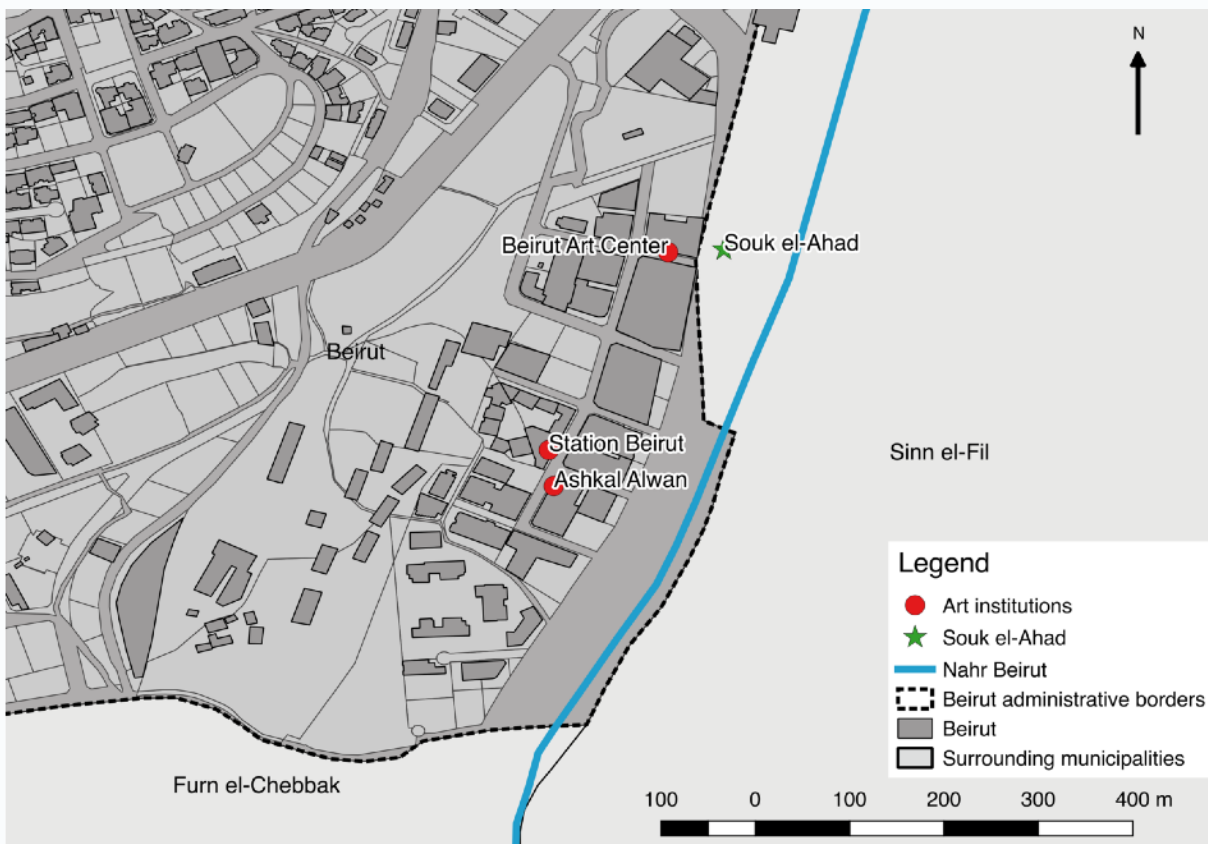 N
Beirut Art Center
Souk el-Ahad
Beirut
Station Beirut
Ashkal Alwan
Sinn el-Fil
Furn el-Chebbak
Legend
Art institutions
Souk el-Ahad
Nahr Beirut
Beirut administrative borders
Beirut
Surrounding municipalities
100 0 100 200 300 400 m